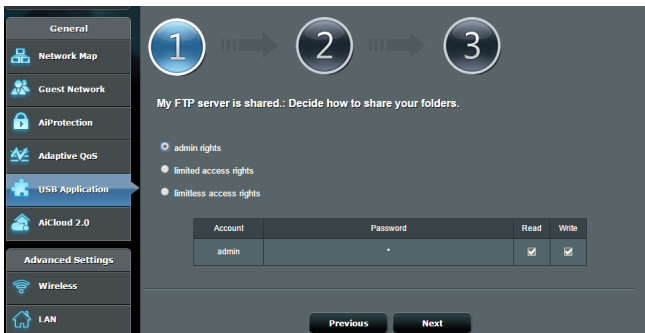 General
Network Map
Guest Network
AiProtection
Adaptive QoS
USB Application
AiCloud 2.0
Advanced Settings
Wireless
LAN
1 2 3
My FTP server is shared.: Decide how to share your folders.
admin rights
limited access rights
limitless access rights
Account Password Read Write
admin *
Previous Next